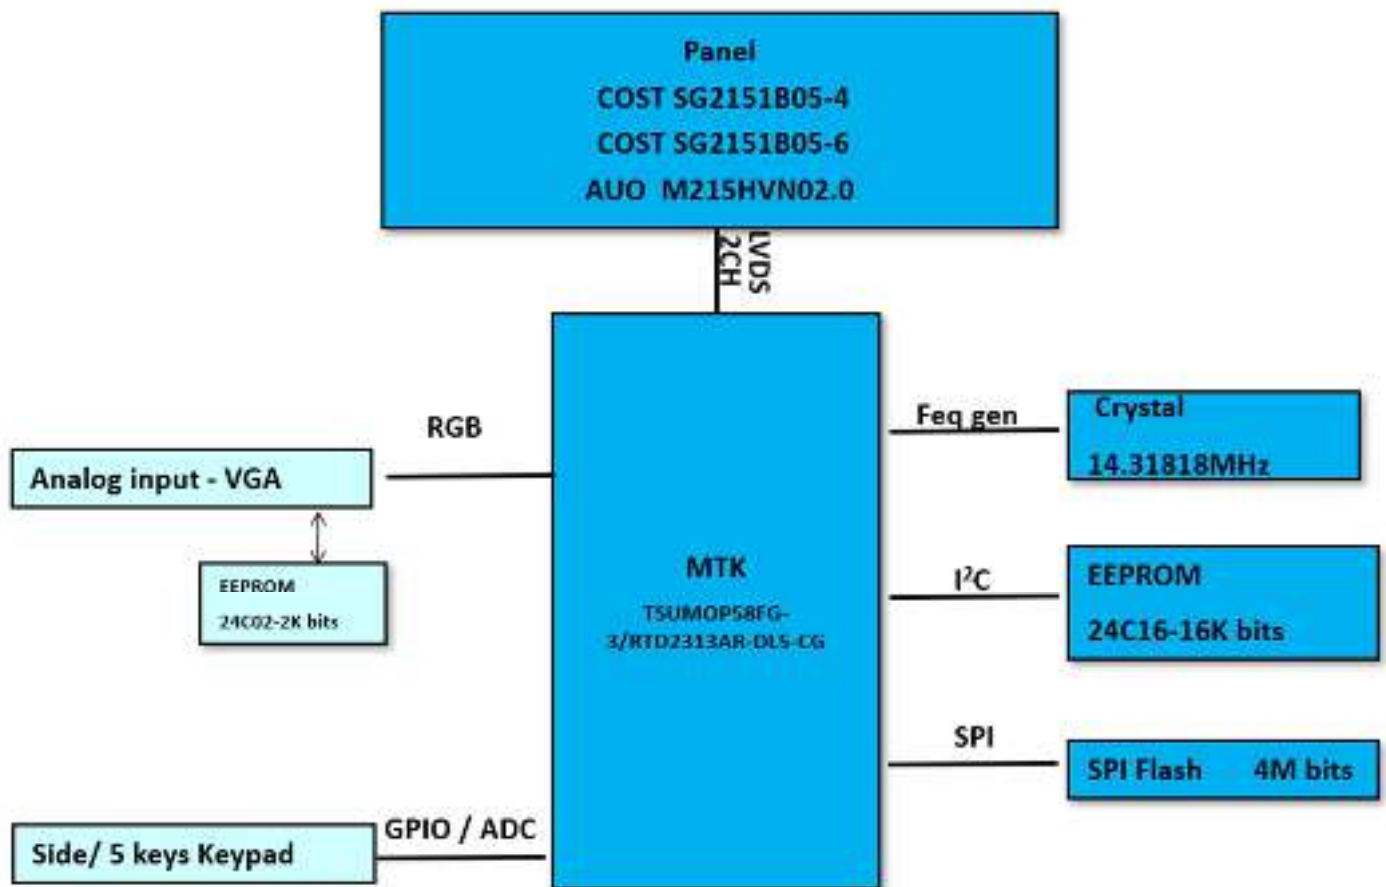 Panel
COST SG2151B05-4
COST SG2151B05-6
AUO M215HVN02.0
LVDS
2CH
RGB
Analog input - VGA
EEPROM
24C02-2K bits
MTK
TSUMOP58FG-
3/RTD2313AR-DLS-CG
Feq gen
Crystal
14.31818MHz
I²C
EEPROM
24C16-16K bits
SPI
SPI Flash 4M bits
GPIO / ADC
Side/ 5 keys Keypad